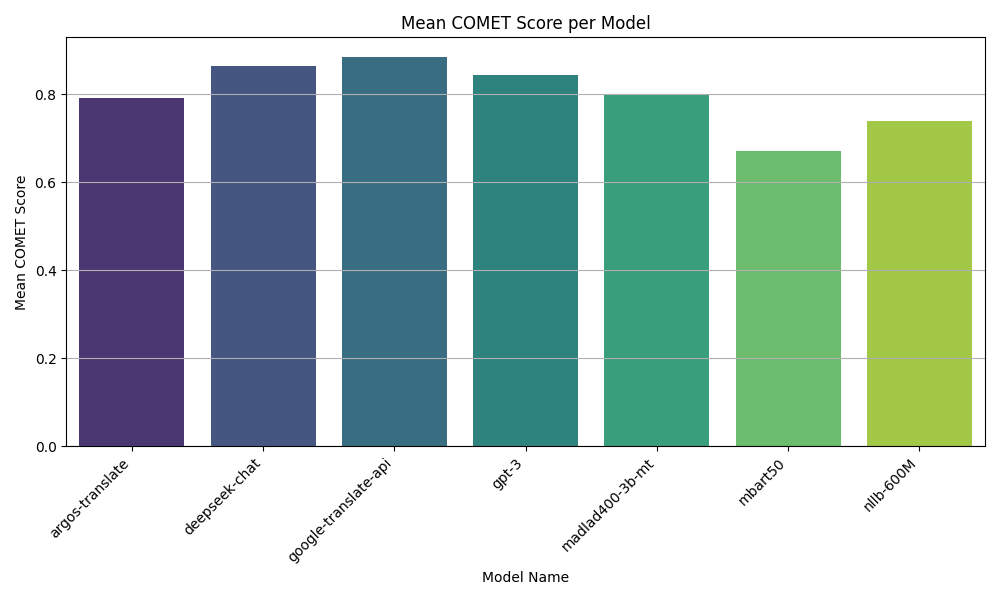 Mean COMET Score per Model
Mean COMET Score
0.8
0.6
0.4
0.2
0.0
argos-translate
deepseek-chat
google-translate-api
gpt-3
madlad400-3b-mt
mbart50
nllb-600M
Model Name